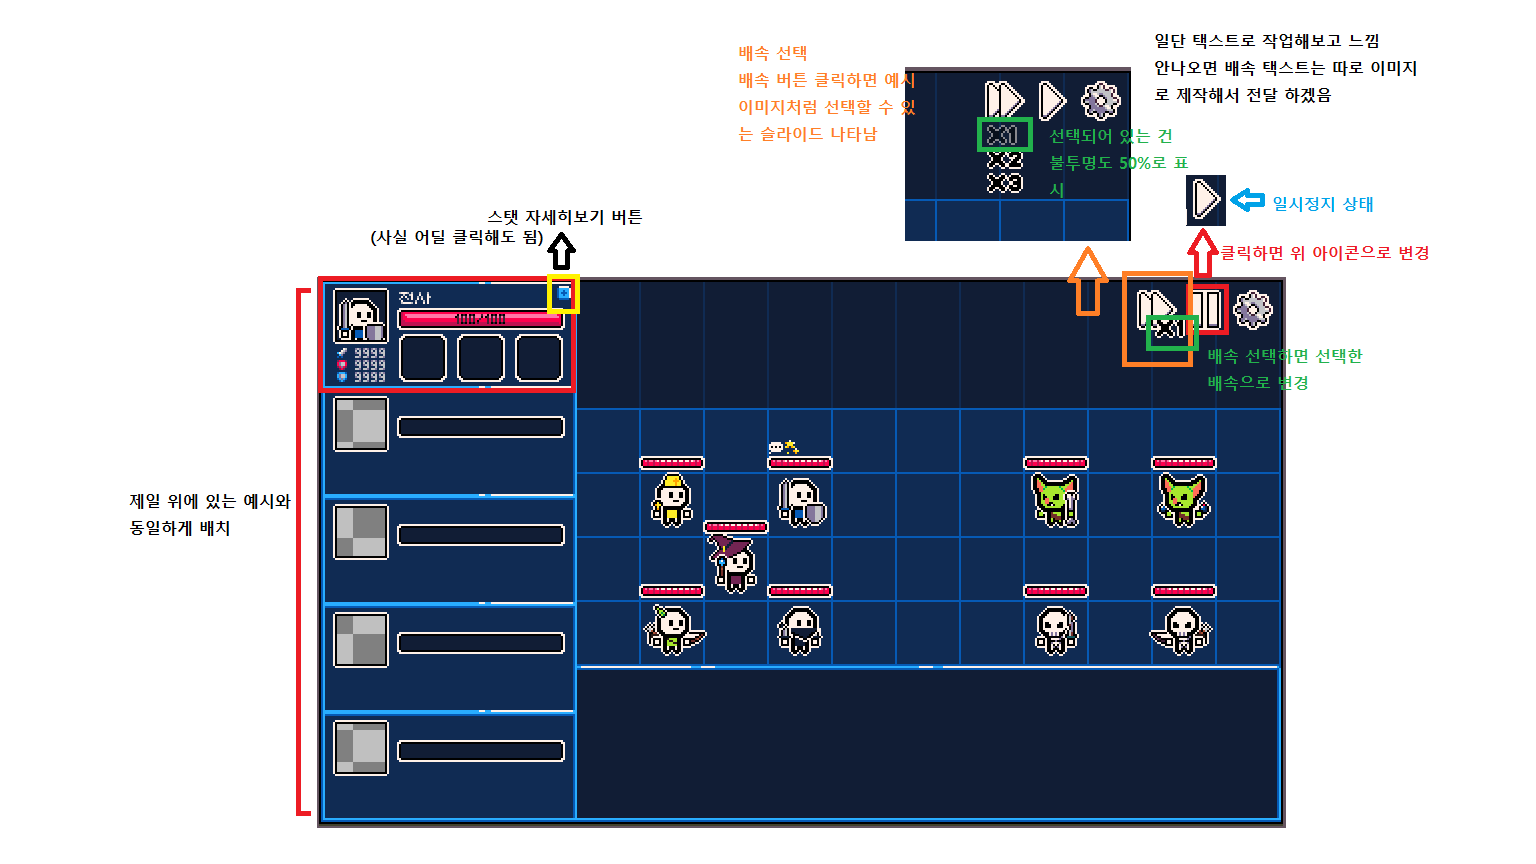 배속 선택
배속 버튼 클릭하면 예시
이미지처럼 선택할 수 있
는 슬라이드 나타남
일단 택스트로 작업해보고 느낌
안나오면 배속 택스트는 따로 이미지
로 제작해서 전달 하겠음
X1
X2
X3
선택되어 있는 건
불투명도 50%로 표
시
일시정지 상태
클릭하면 위 아이콘으로 변경
스탯 자세히보기 버튼
(사실 어딜 클릭해도 됨)
전사
100/100
9999
9999
9999
X1
배속 선택하면 선택한
배속으로 변경
제일 위에 있는 예시와
동일하게 배치